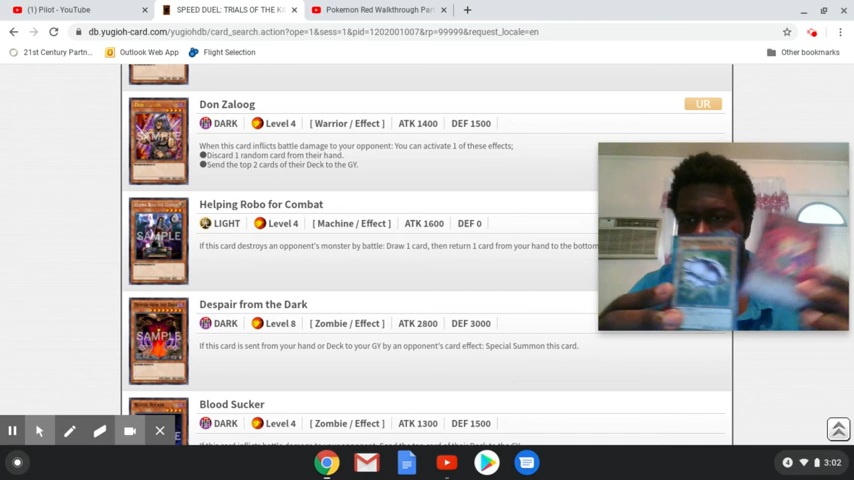 (1) Pilot - YouTube
SPEED DUEL: TRIALS OF THE KI
Pokemon Red Walkthrough Par
db.yugioh-card.com/yugiohdb/card_search.action?ope=1&sess=1&pid=1202001007&rp=99999&request_locale=en
21st Century Partn...
Outlook Web App
Flight Selection
Other bookmarks
Don Zaloog
UR
DARK
Level 4
[ Warrior / Effect ]
ATK 1400
DEF 1500
When this card inflicts battle damage to your opponent: You can activate 1 of these effects;
●Discard 1 random card from their hand.
●Send the top 2 cards of their Deck to the GY.
SAMPLE
Helping Robo for Combat
LIGHT
Level 4
[ Machine / Effect ]
ATK 1600
DEF 0
If this card destroys an opponent's monster by battle: Draw 1 card, then return 1 card from your hand to the bottom
SAMPLE
Despair from the Dark
DARK
Level 8
[ Zombie / Effect ]
ATK 2800
DEF 3000
If this card is sent from your hand or Deck to your GY by an opponent's card effect: Special Summon this card.
SAMPLE
Blood Sucker
DARK
Level 4
[ Zombie / Effect ]
ATK 1300
DEF 1500
4
3:02